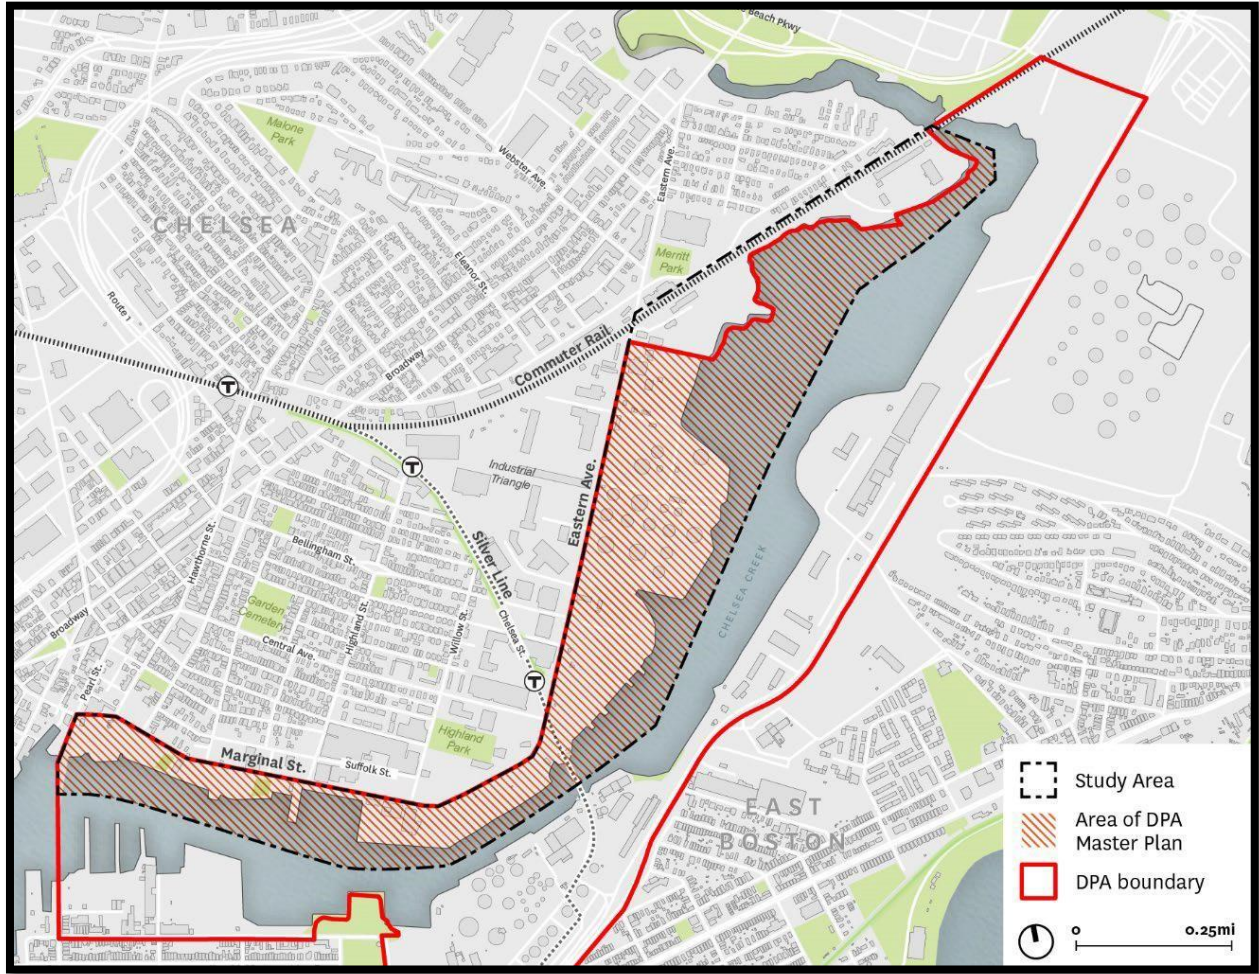 Beach Pkwy
Malone
Park
Webster Ave.
Eastern Ave.
CHELSEA
Eleanor St.
Merritt
Park
Route 1
Broadway
Commuter Rail
T
T
Industrial
Triangle
Eastern Ave.
Silver Line
Hawthorne St.
Bellingham St.
CHELSEA CREEK
Garden
Cemetery
Highland St.
Willow St.
Chelsea St.
Broadway
Central Ave.
Pearl St.
T
Highland
Park
Marginal St.
Suffolk St.
EAST
BOSTON
Study Area
Area of DPA
Master Plan
DPA boundary
0
0.25mi